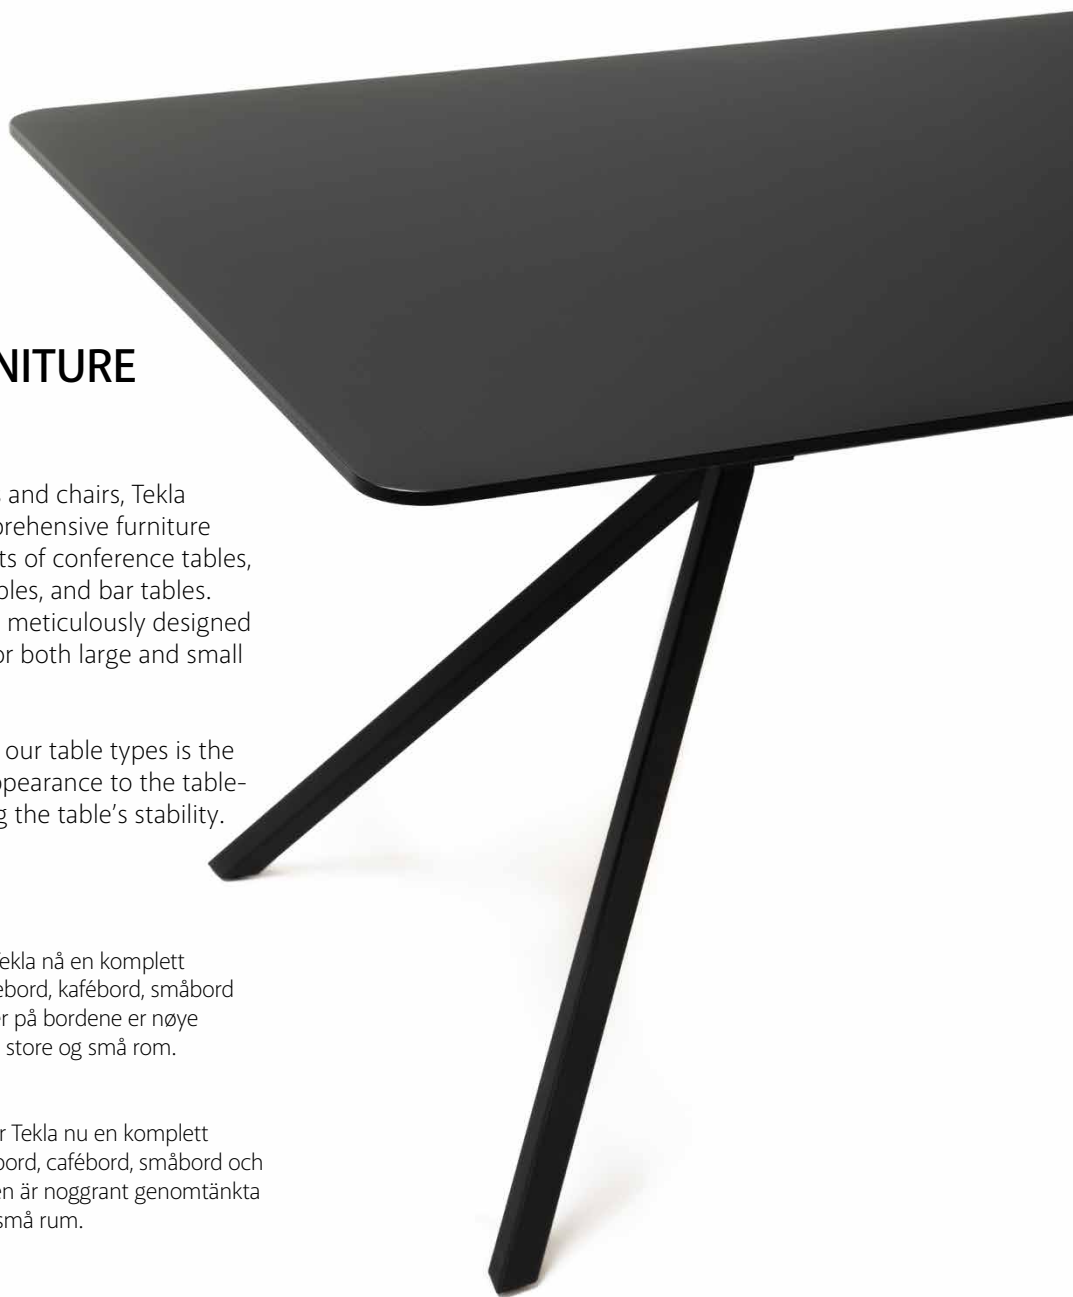 NITURE
and chairs, Tekla
prehensive furniture
ts of conference tables,
bles, and bar tables.
meticulously designed
or both large and small
our table types is the
ppearance to the table-
g the table's stability.
Tekla nå en komplett
ebord, kafébord, småbord
er på bordene er nøye
store og små rom.
r Tekla nu en komplett
bord, cafébord, småbord och
en är noggrant genomtänkta
små rum.